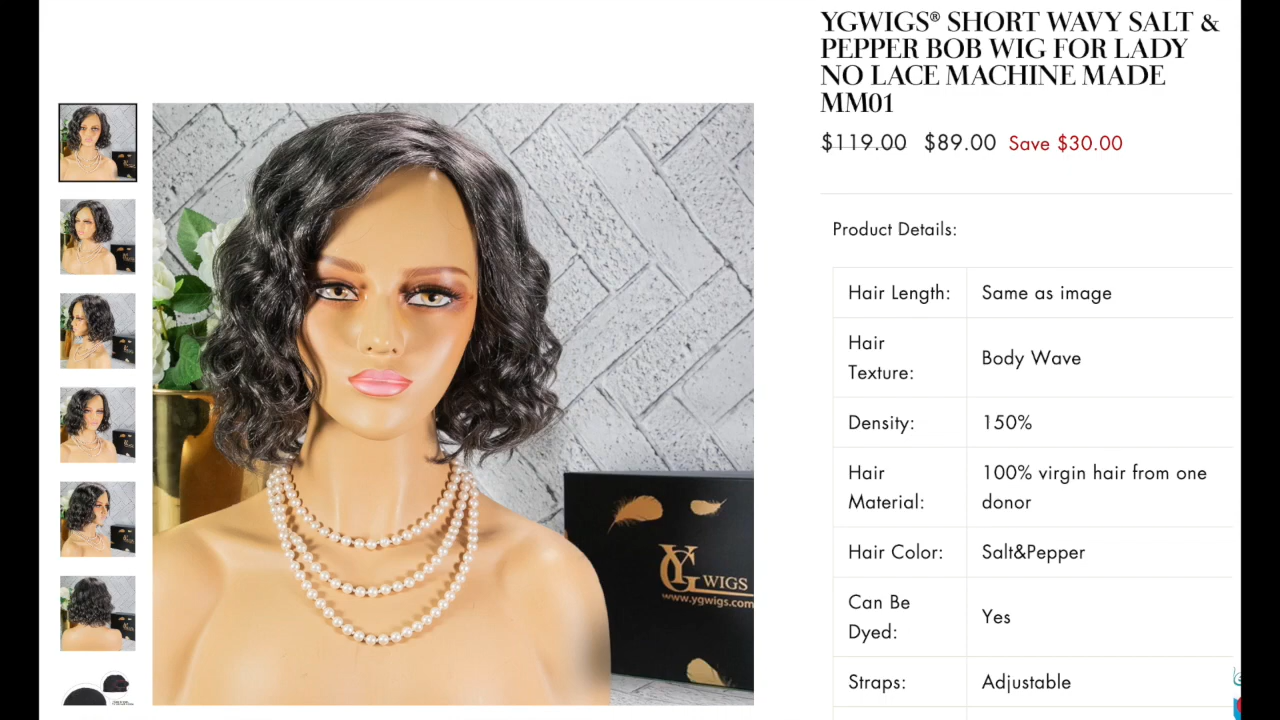 YGWIGS® SHORT WAVY SALT &
PEPPER BOB WIG FOR LADY
NO LACE MACHINE MADE
MM01
$119.00 $89.00 Save $30.00
Product Details:
Hair Length: Same as image
Hair
Texture:
Body Wave
Density: 150%
Hair
Material:
100% virgin hair from one
donor
Hair Color: Salt&Pepper
Can Be
Dyed:
Yes
Straps: Adjustable
YG WIGS
www.ygwigs.com